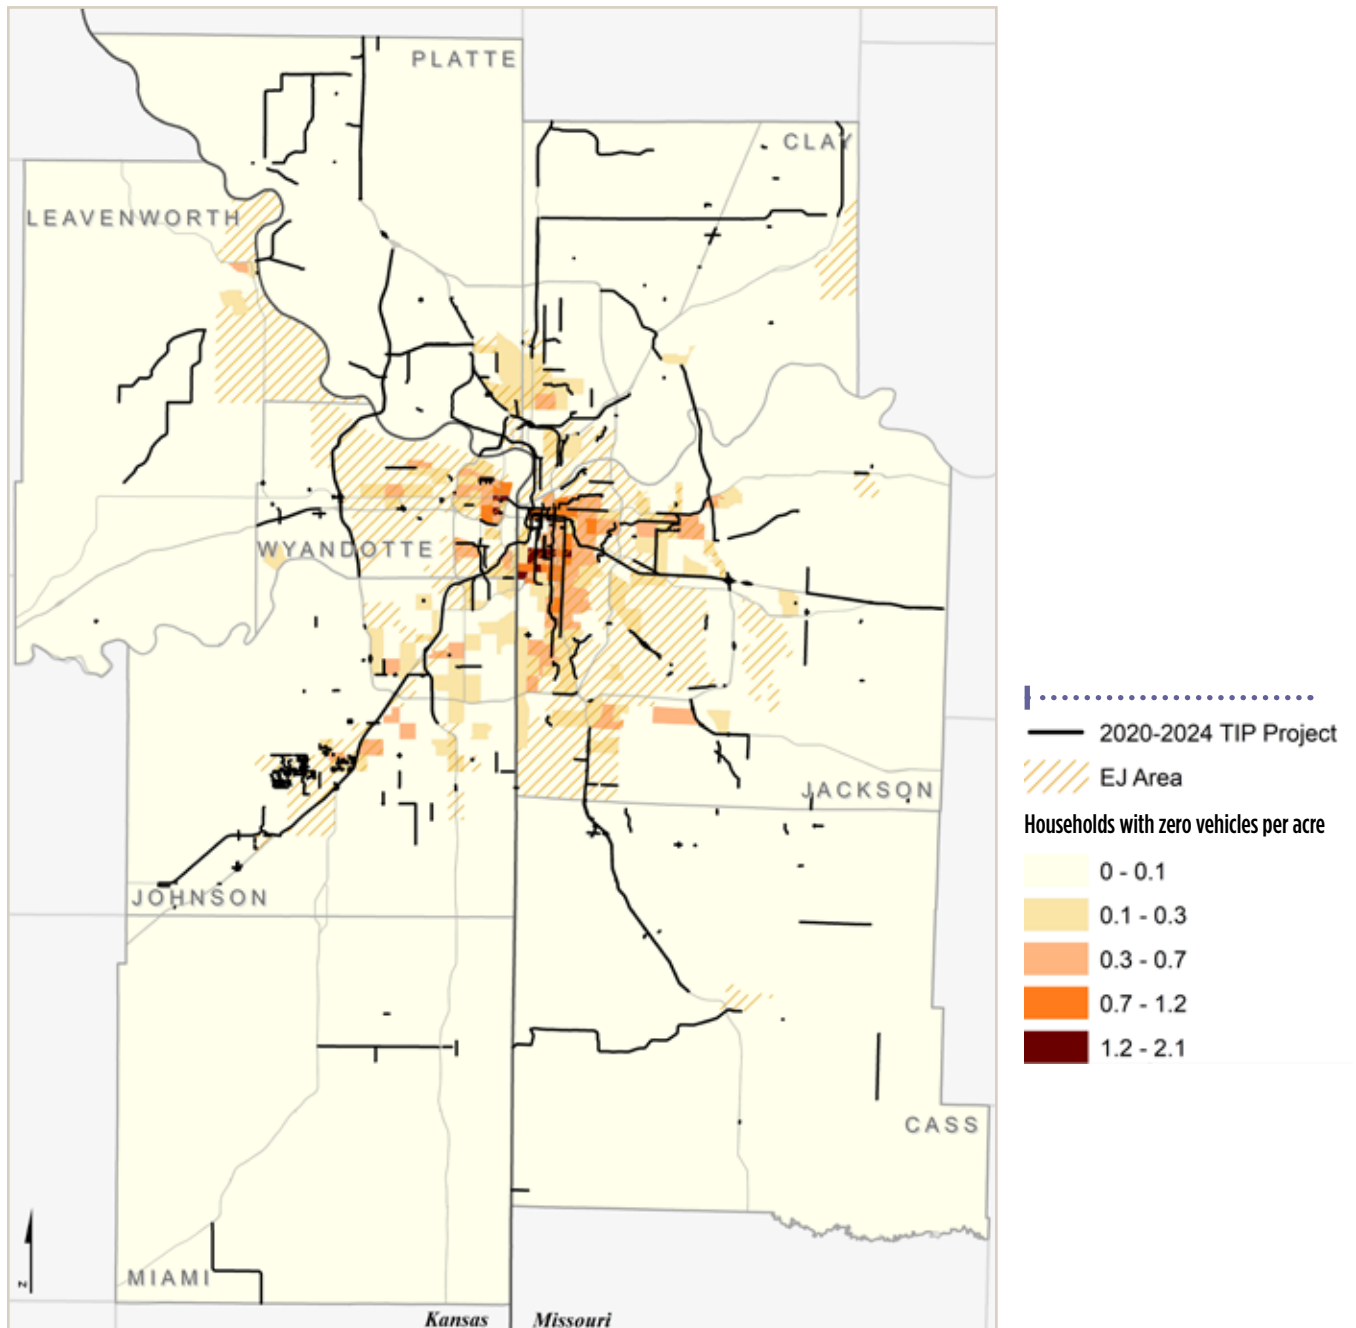 PLATTE
CLAY
LEAVENWORTH
WYANDOTTE
JACKSON
JOHNSON
CASS
MIAMI
Kansas Missouri
z
2020-2024 TIP Project
EJ Area
Households with zero vehicles per acre
0 - 0.1
0.1 - 0.3
0.3 - 0.7
0.7 - 1.2
1.2 - 2.1